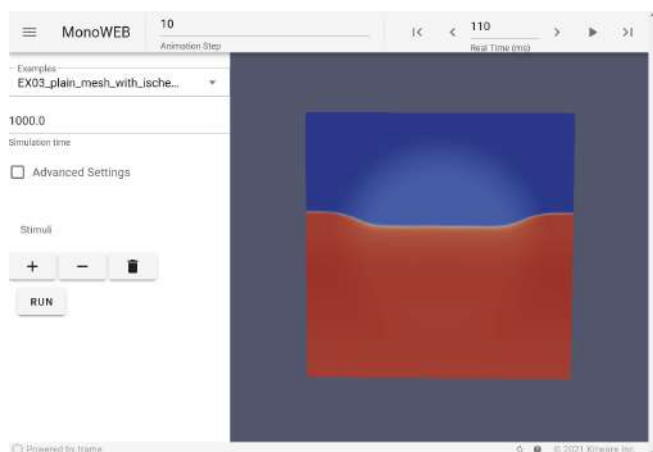 MonoWEB
10
Animation Step
110
Real Time (ms)
Examples
EX03_plain_mesh_with_ische...
1000.0
Simulation time
Advanced Settings
Stimuli
RUN
Powered by trame
© 2021 Kitware Inc.